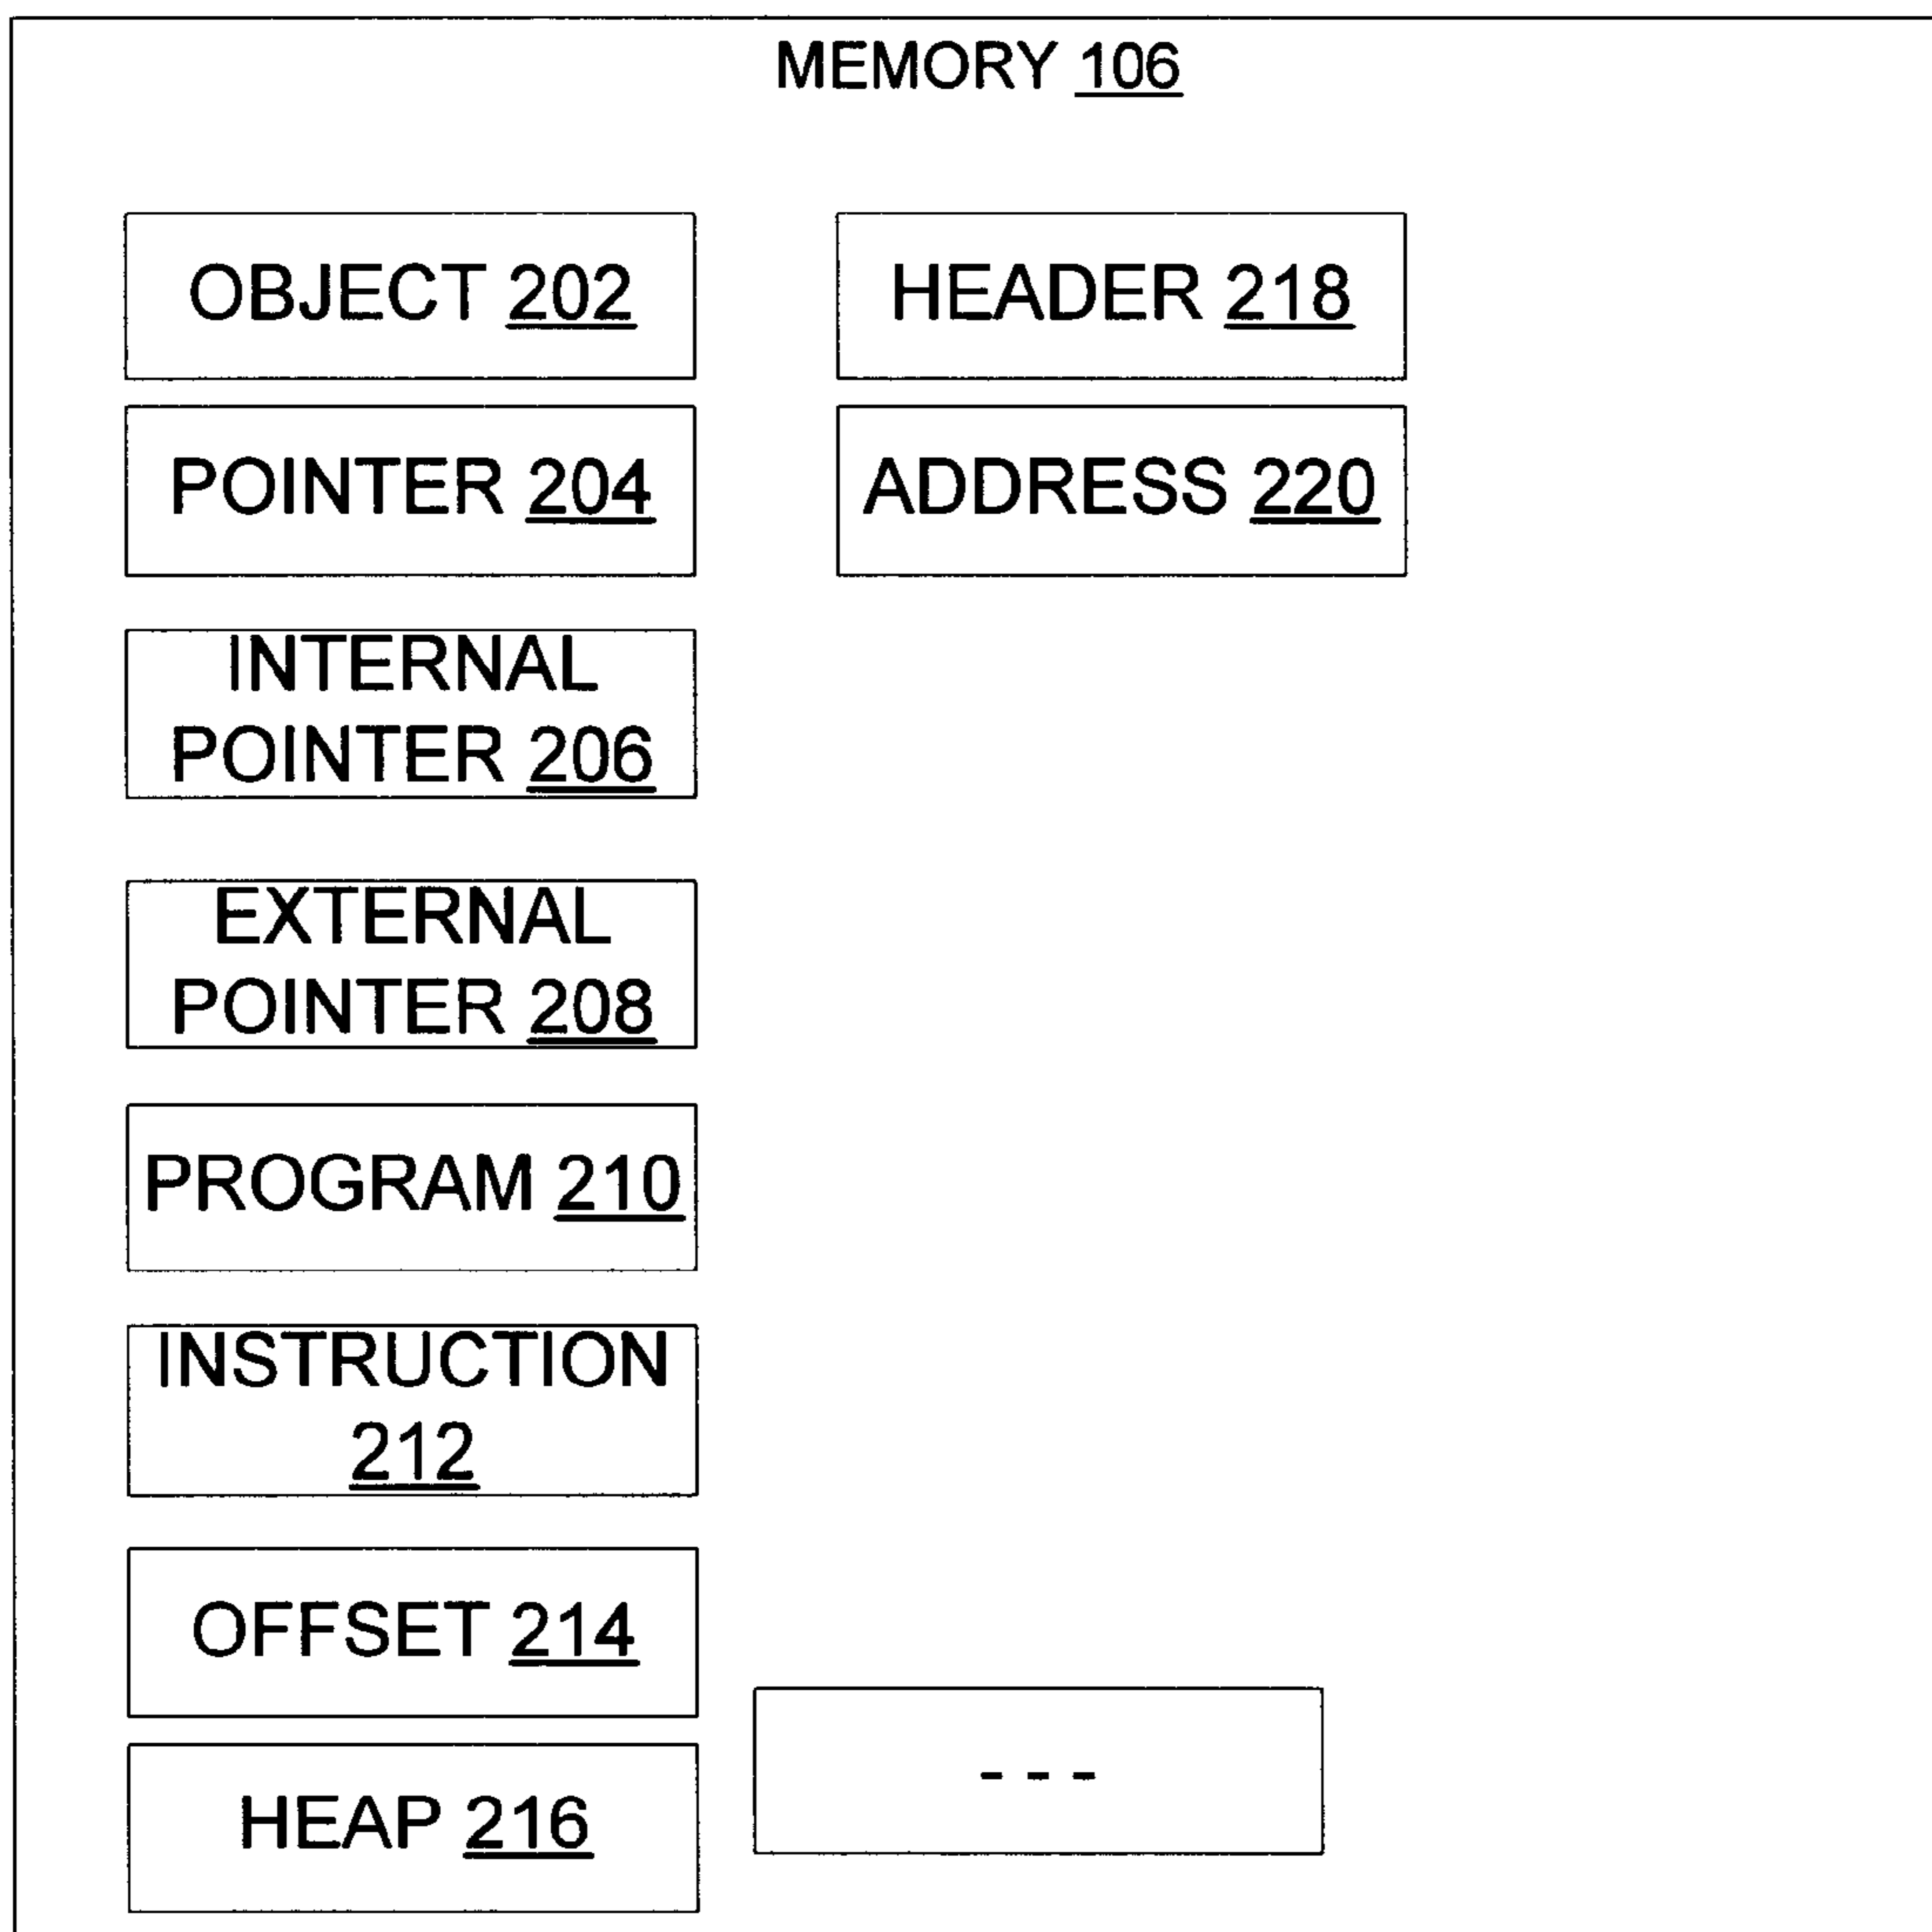 MEMORY 106
OBJECT 202
POINTER 204
INTERNAL
POINTER 206
EXTERNAL
POINTER 208
PROGRAM 210
INSTRUCTION
212
OFFSET 214
HEAP 216
HEADER 218
ADDRESS 220
- - -